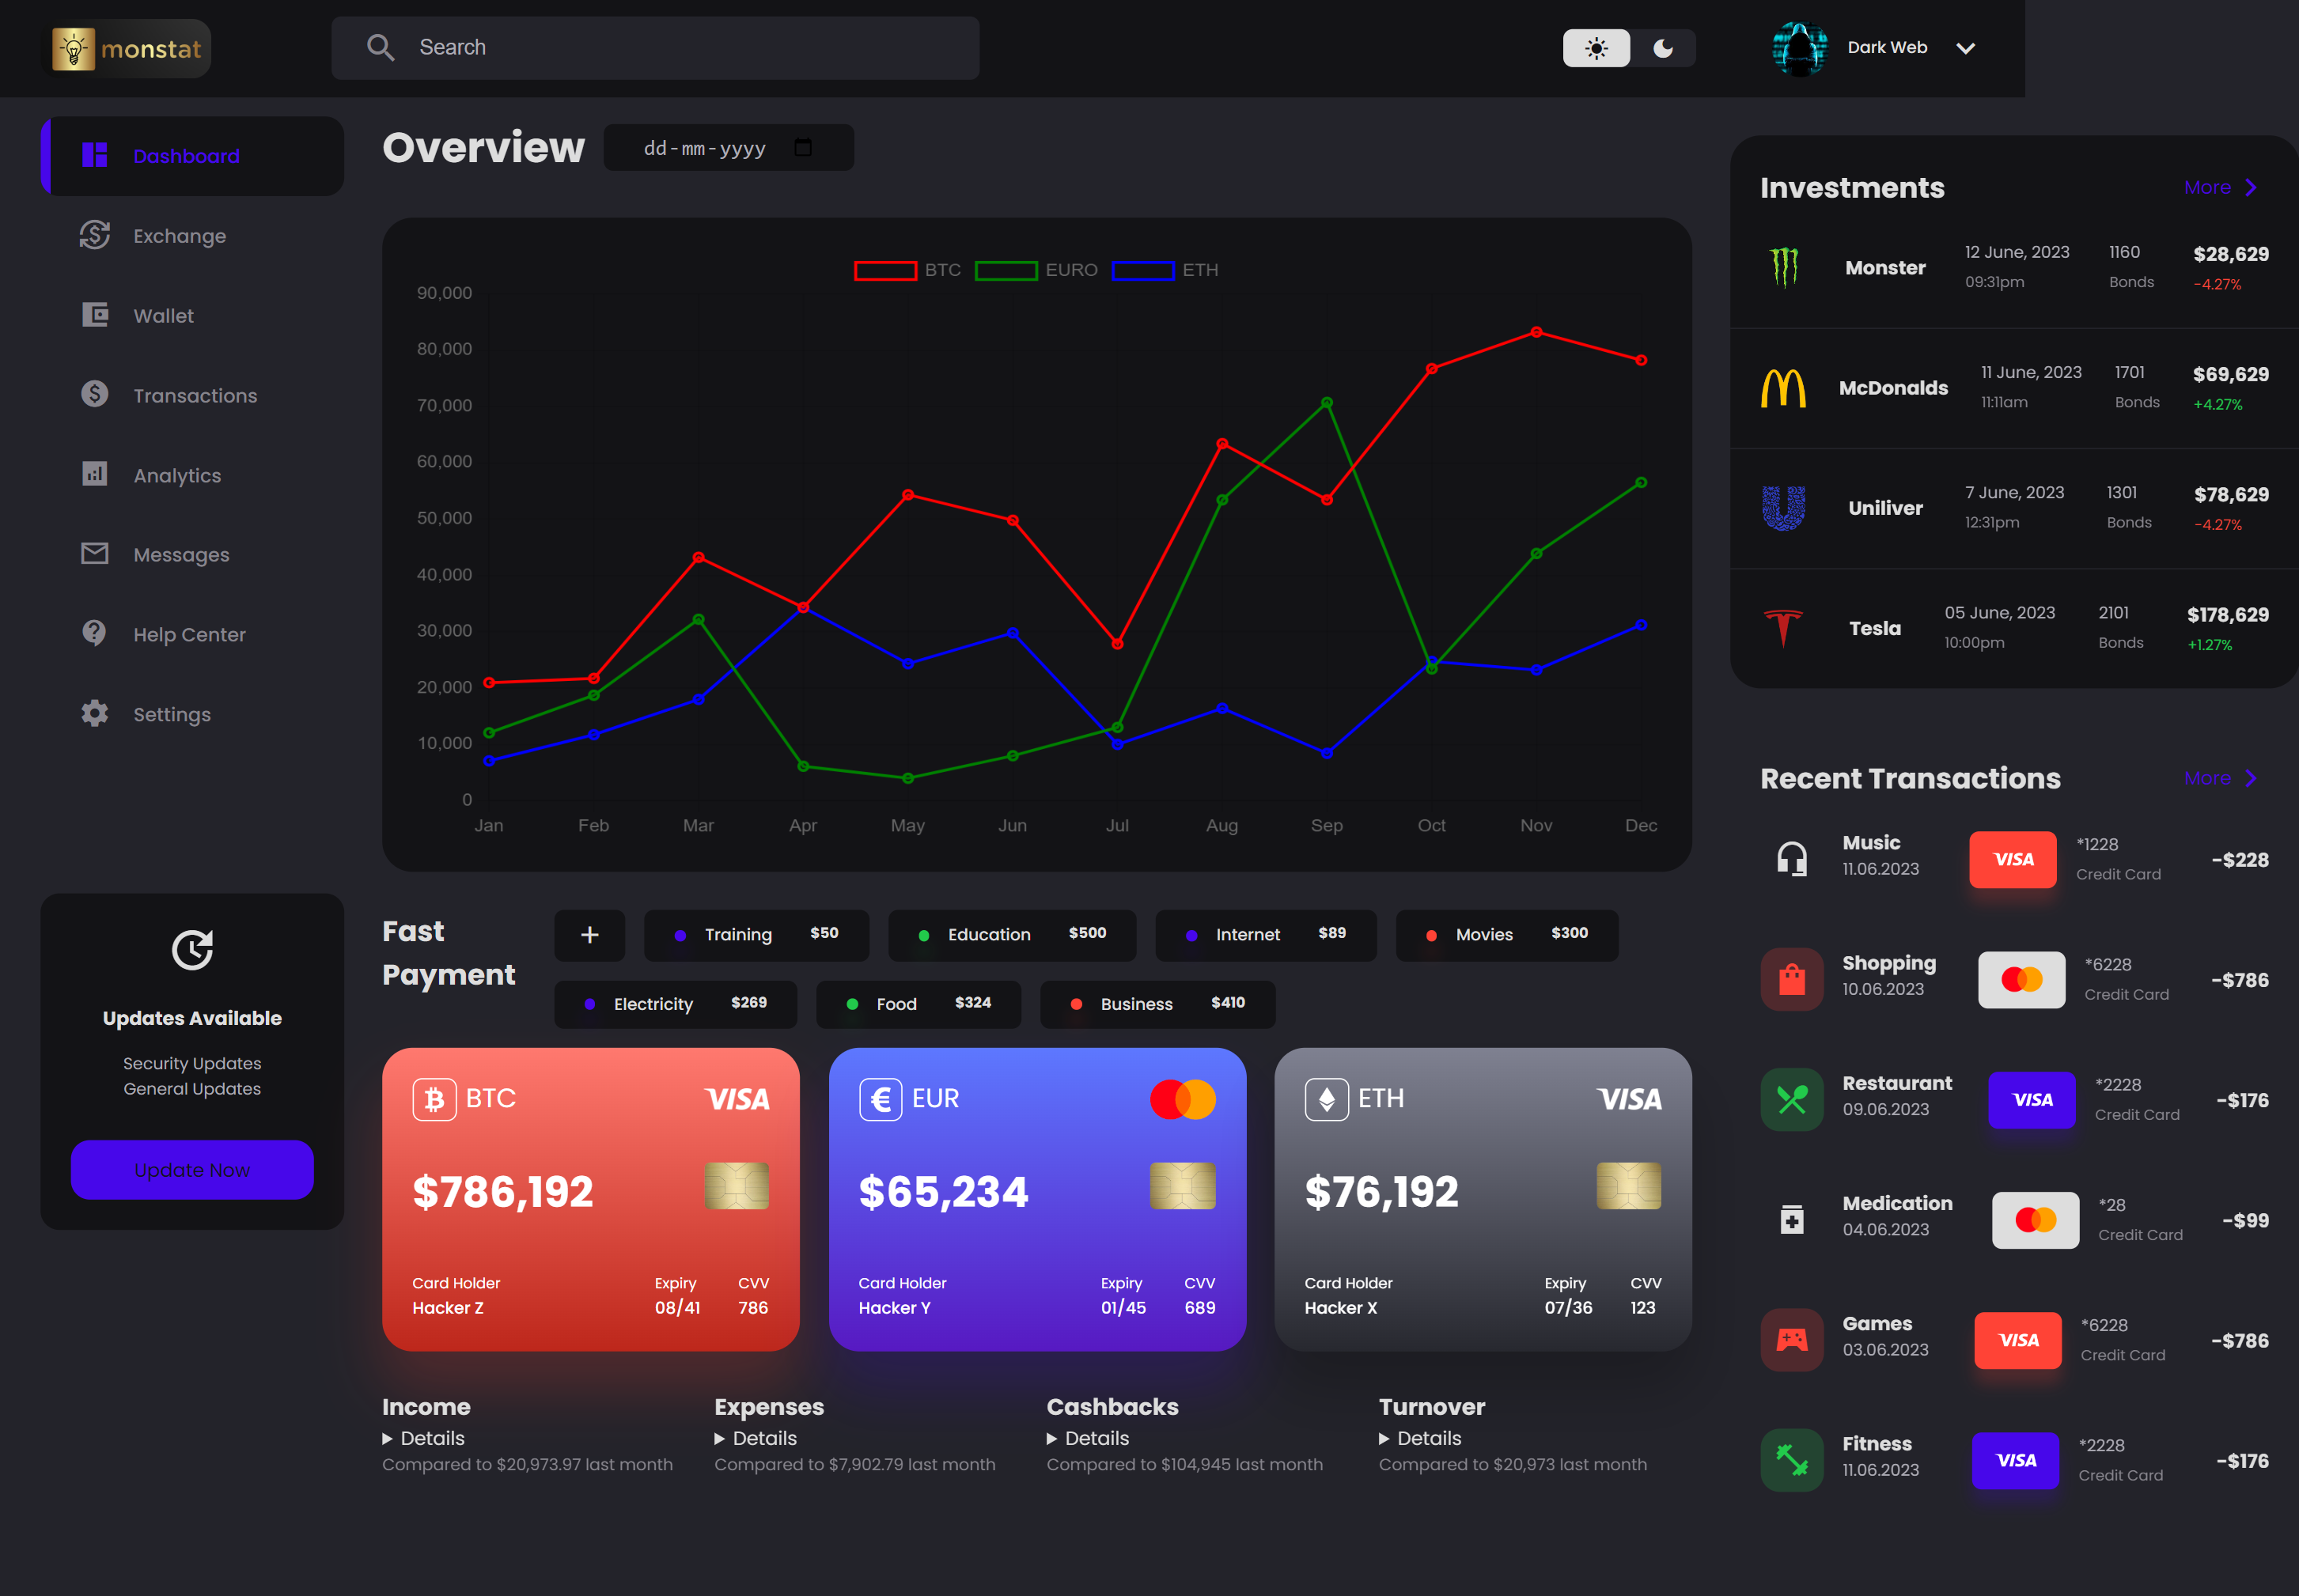 monstat
Search
Dark Web
Dashboard
Exchange
Wallet
Transactions
Analytics
Messages
Help Center
Settings
Updates Available
Security Updates
General Updates
Update Now
Overview
dd-mm-yyyy
BTC EURO ETH
90,000
80,000
70,000
60,000
50,000
40,000
30,000
20,000
10,000
0
Jan Feb Mar Apr May Jun Jul Aug Sep Oct Nov Dec
Fast
Payment
+ Training $50 Education $500 Internet $89 Movies $300
Electricity $269 Food $324 Business $410
BTC VISA
$786,192
Card Holder Expiry CVV
Hacker Z 08/41 786
€ EUR
$65,234
Card Holder Expiry CVV
Hacker Y 01/45 689
ETH VISA
$76,192
Card Holder Expiry CVV
Hacker X 07/36 123
Income
Details
Compared to $20,973.97 last month
Expenses
Details
Compared to $7,902.79 last month
Cashbacks
Details
Compared to $104,945 last month
Turnover
Details
Compared to $20,973 last month
Investments More
Monster 12 June, 2023 1160 $28,629
09:31pm Bonds -4.27%
McDonalds 11 June, 2023 1701 $69,629
11:11am Bonds +4.27%
Uniliver 7 June, 2023 1301 $78,629
12:31pm Bonds -4.27%
Tesla 05 June, 2023 2101 $178,629
10:00pm Bonds +1.27%
Recent Transactions More
Music VISA *1228 -$228
11.06.2023 Credit Card
Shopping *6228 -$786
10.06.2023 Credit Card
Restaurant VISA *2228 -$176
09.06.2023 Credit Card
Medication *28 -$99
04.06.2023 Credit Card
Games VISA *6228 -$786
03.06.2023 Credit Card
Fitness VISA *2228 -$176
11.06.2023 Credit Card